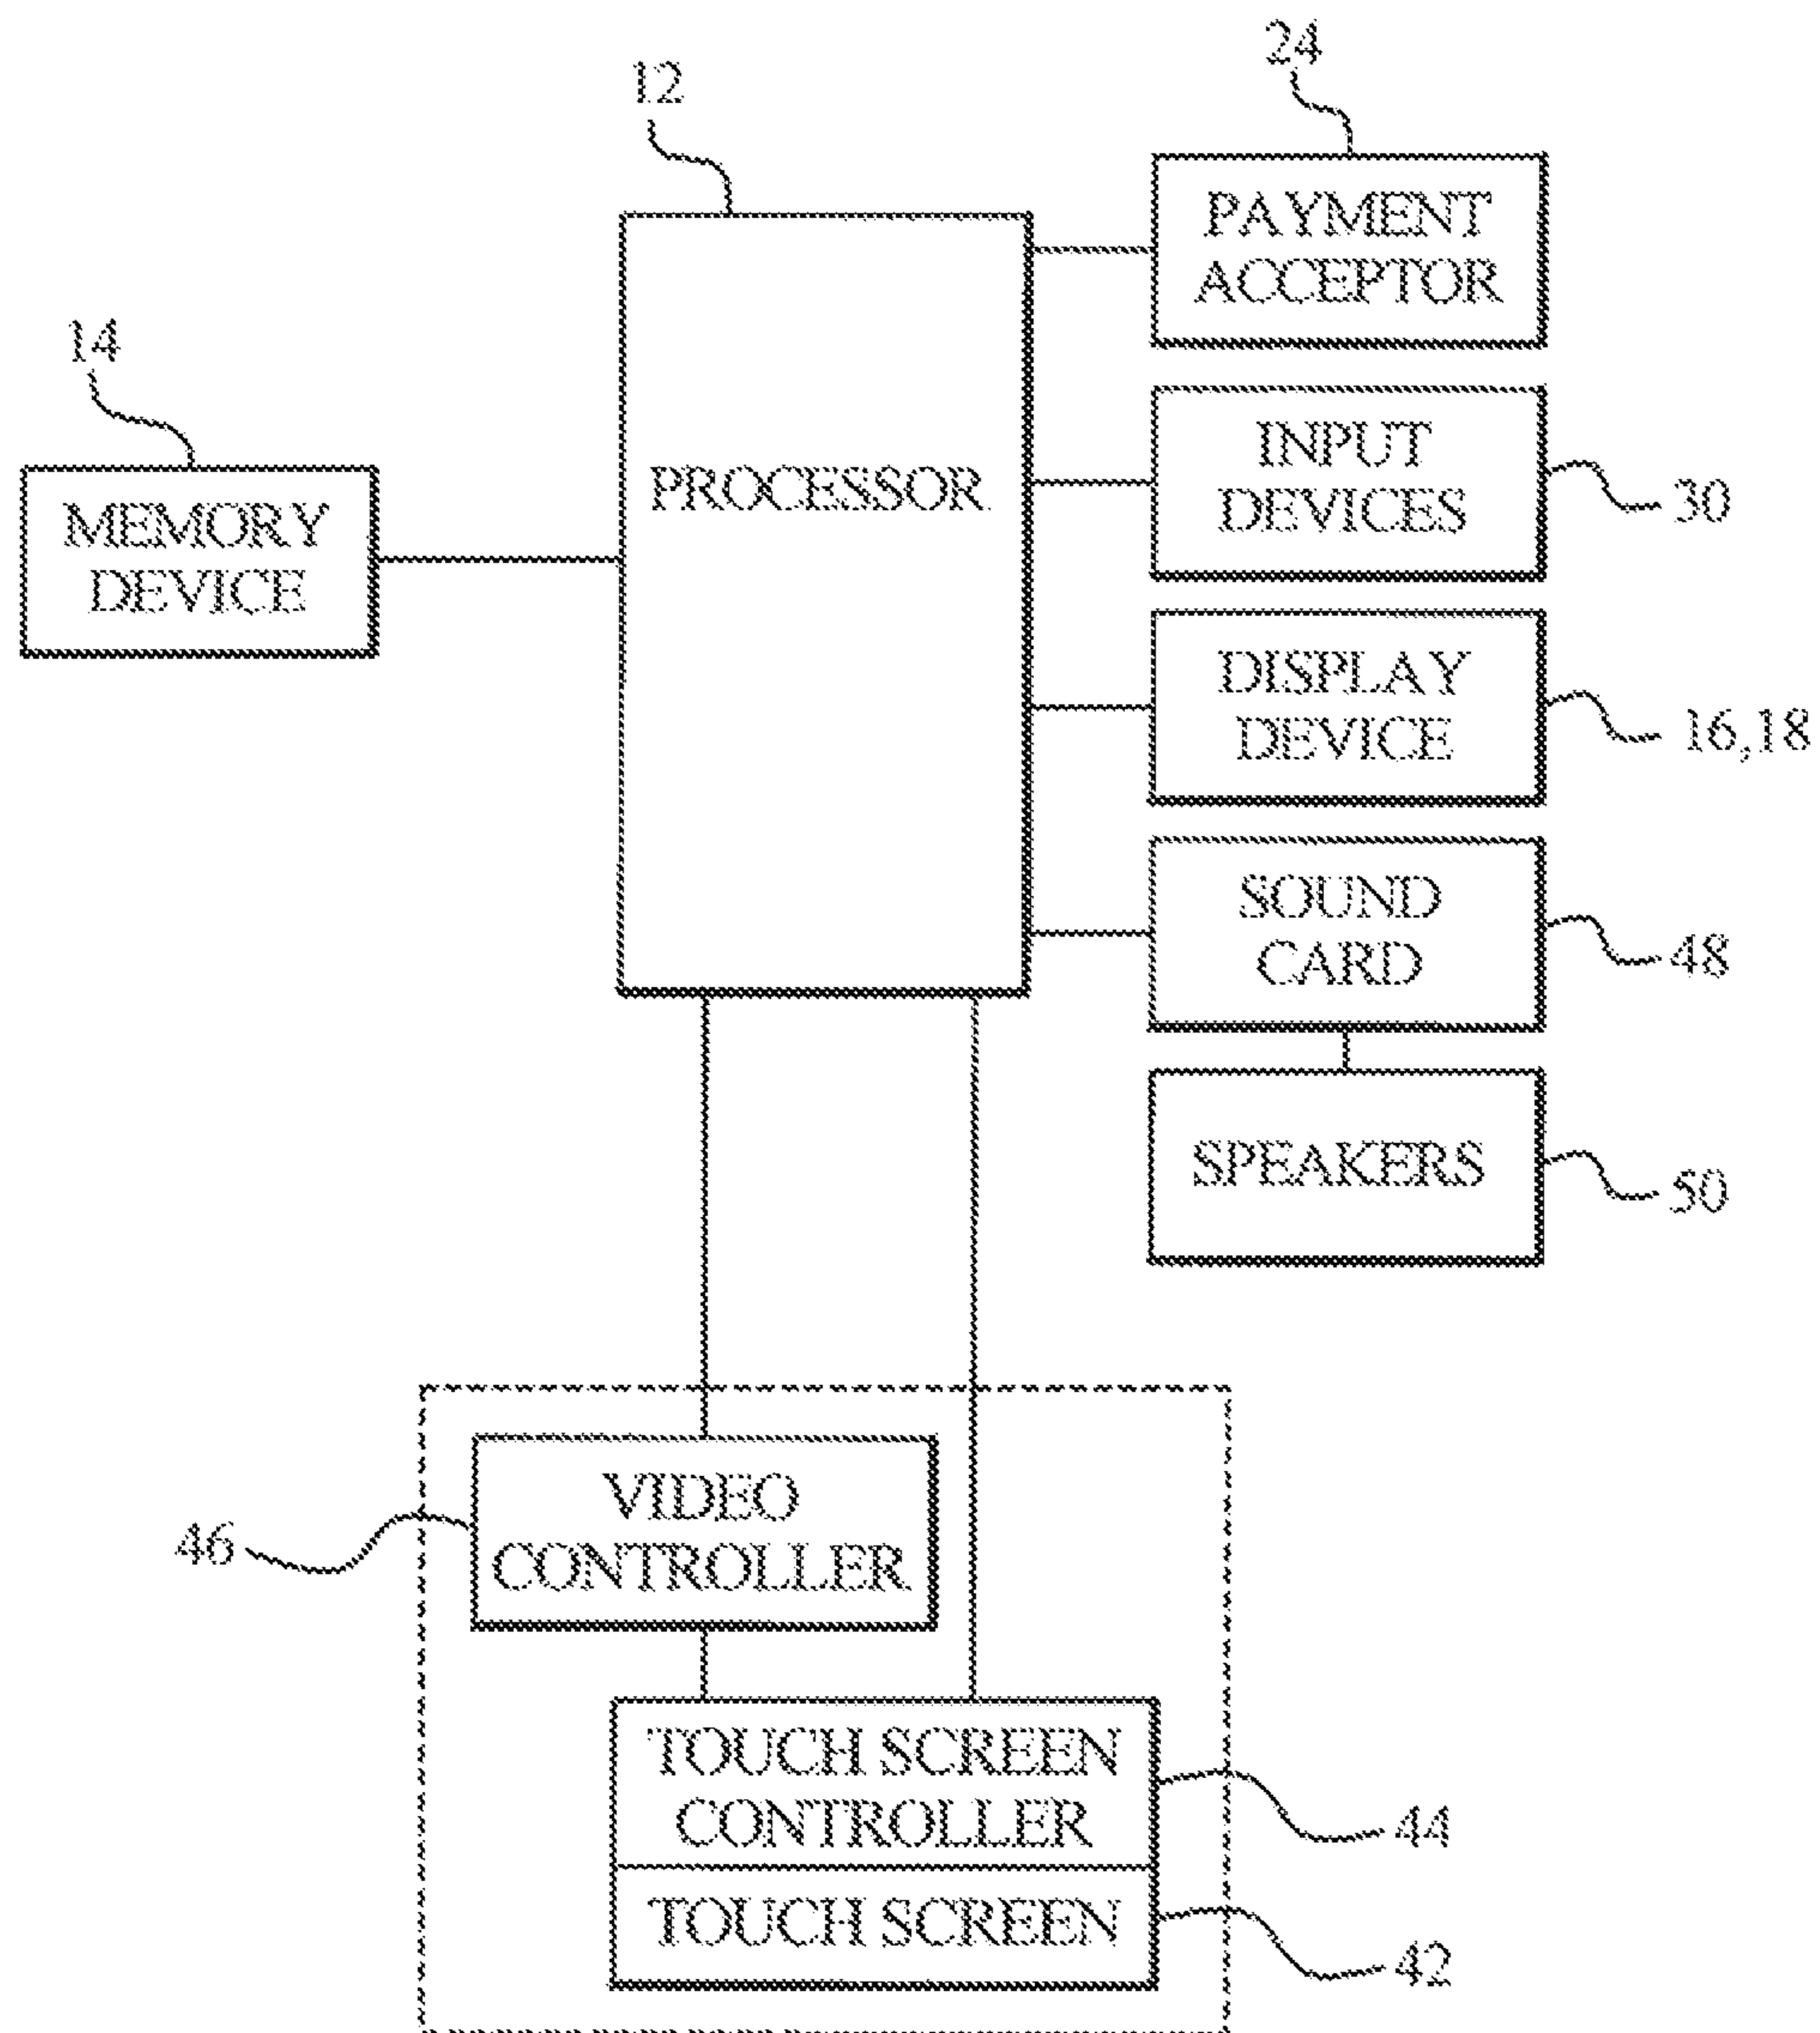 24
12
PAYMENT
ACCEPTOR
14
PROCESSOR
INPUT
DEVICES
30
MEMORY
DEVICE
DISPLAY
DEVICE
16,18
SOUND
CARD
48
SPEAKERS
50
VIDEO
CONTROLLER
46
TOUCH SCREEN
CONTROLLER
44
TOUCH SCREEN
42